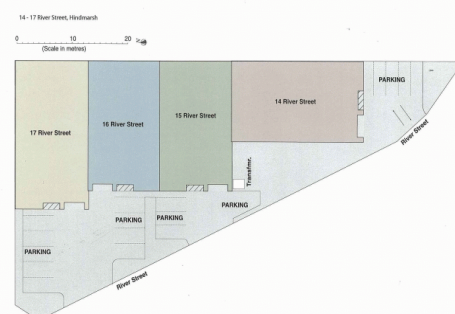 14 - 17 River Street, Hindmarsh
0 10 20
(Scale in metres)
PARKING
14 River Street
15 River Street
16 River Street
17 River Street
River Street
Transfmr.
PARKING
PARKING
PARKING
PARKING
River Street